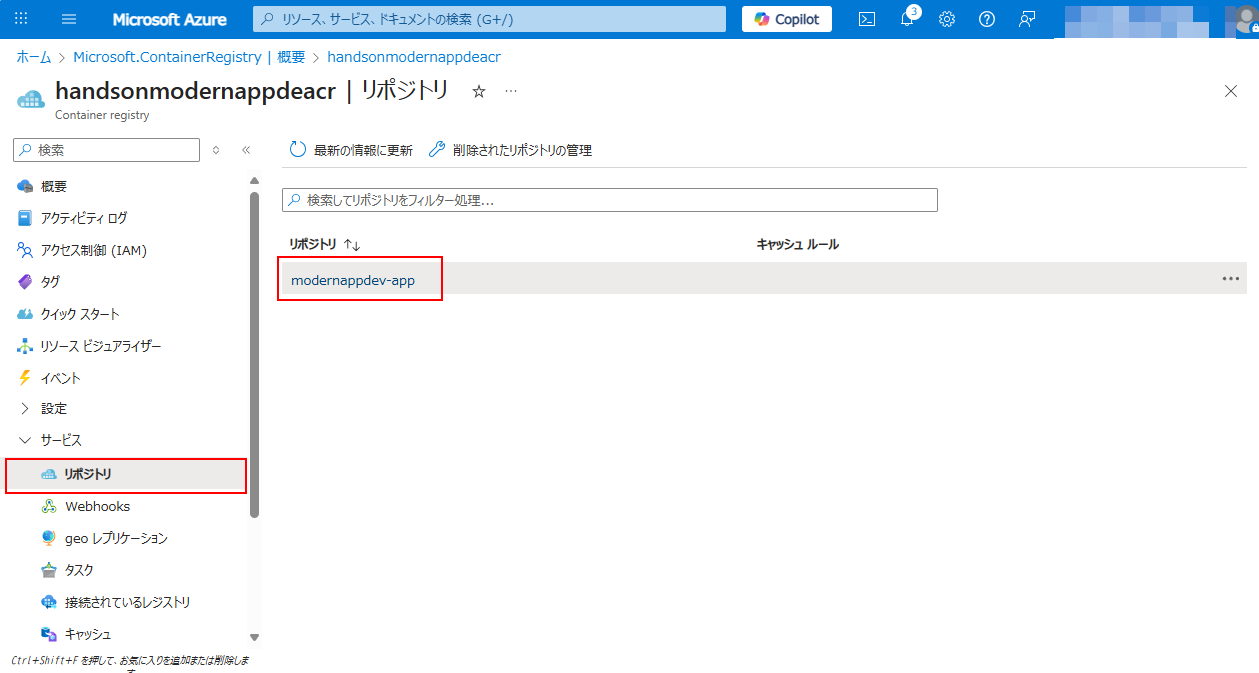 Microsoft Azure
リソース、サービス、ドキュメントの検索 (G+/)
Copilot
3
ホーム > Microsoft.ContainerRegistry | 概要 > handsonmodernappdeacr
handsonmodernappdeacr | リポジトリ ☆ …
Container registry
検索
最新の情報に更新
削除されたリポジトリの管理
概要
アクティビティ ログ
アクセス制御 (IAM)
タグ
クイック スタート
リソース ビジュアライザー
イベント
設定
サービス
リポジトリ
Webhooks
geo レプリケーション
タスク
接続されているレジストリ
キャッシュ
Ctrl+Shift+F を押して、お気に入りを追加または削除しま
す
検索してリポジトリをフィルター処理...
リポジトリ ↑↓
キャッシュ ルール
modernappdev-app